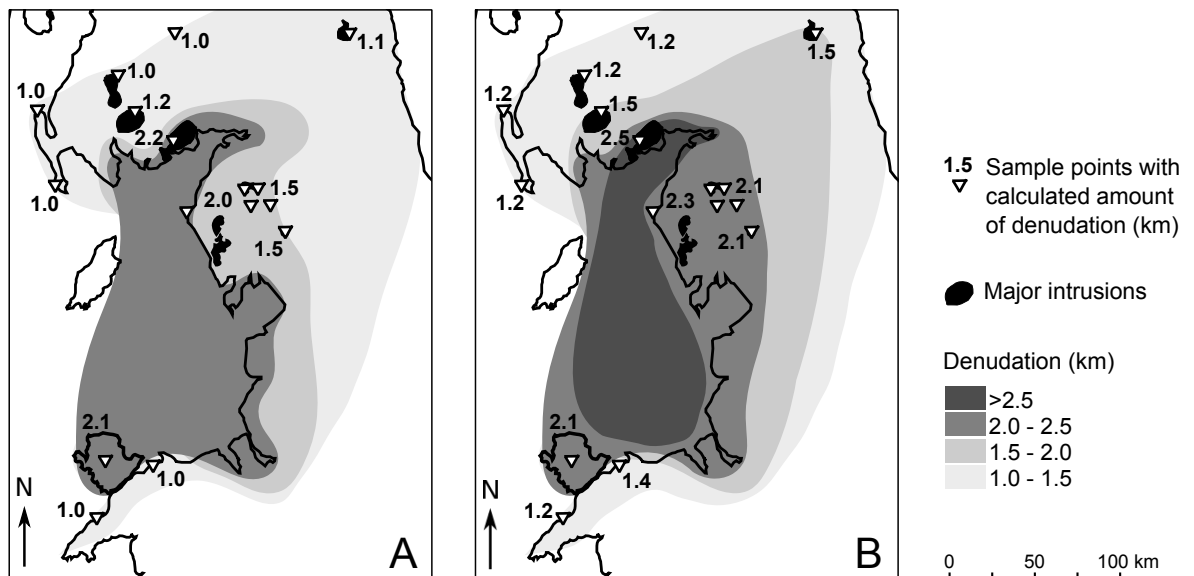 1.0
1.1
1.0
1.0
1.2
2.2
1.0
2.0
1.5
1.5
2.1
1.0
1.0
N
A
1.2
1.5
1.2
1.2
1.5
2.5
1.2
2.3
2.1
2.1
2.1
1.4
1.2
N
B
1.5 Sample points with
calculated amount
of denudation (km)
Major intrusions
Denudation (km)
>2.5
2.0 - 2.5
1.5 - 2.0
1.0 - 1.5
0 50 100 km